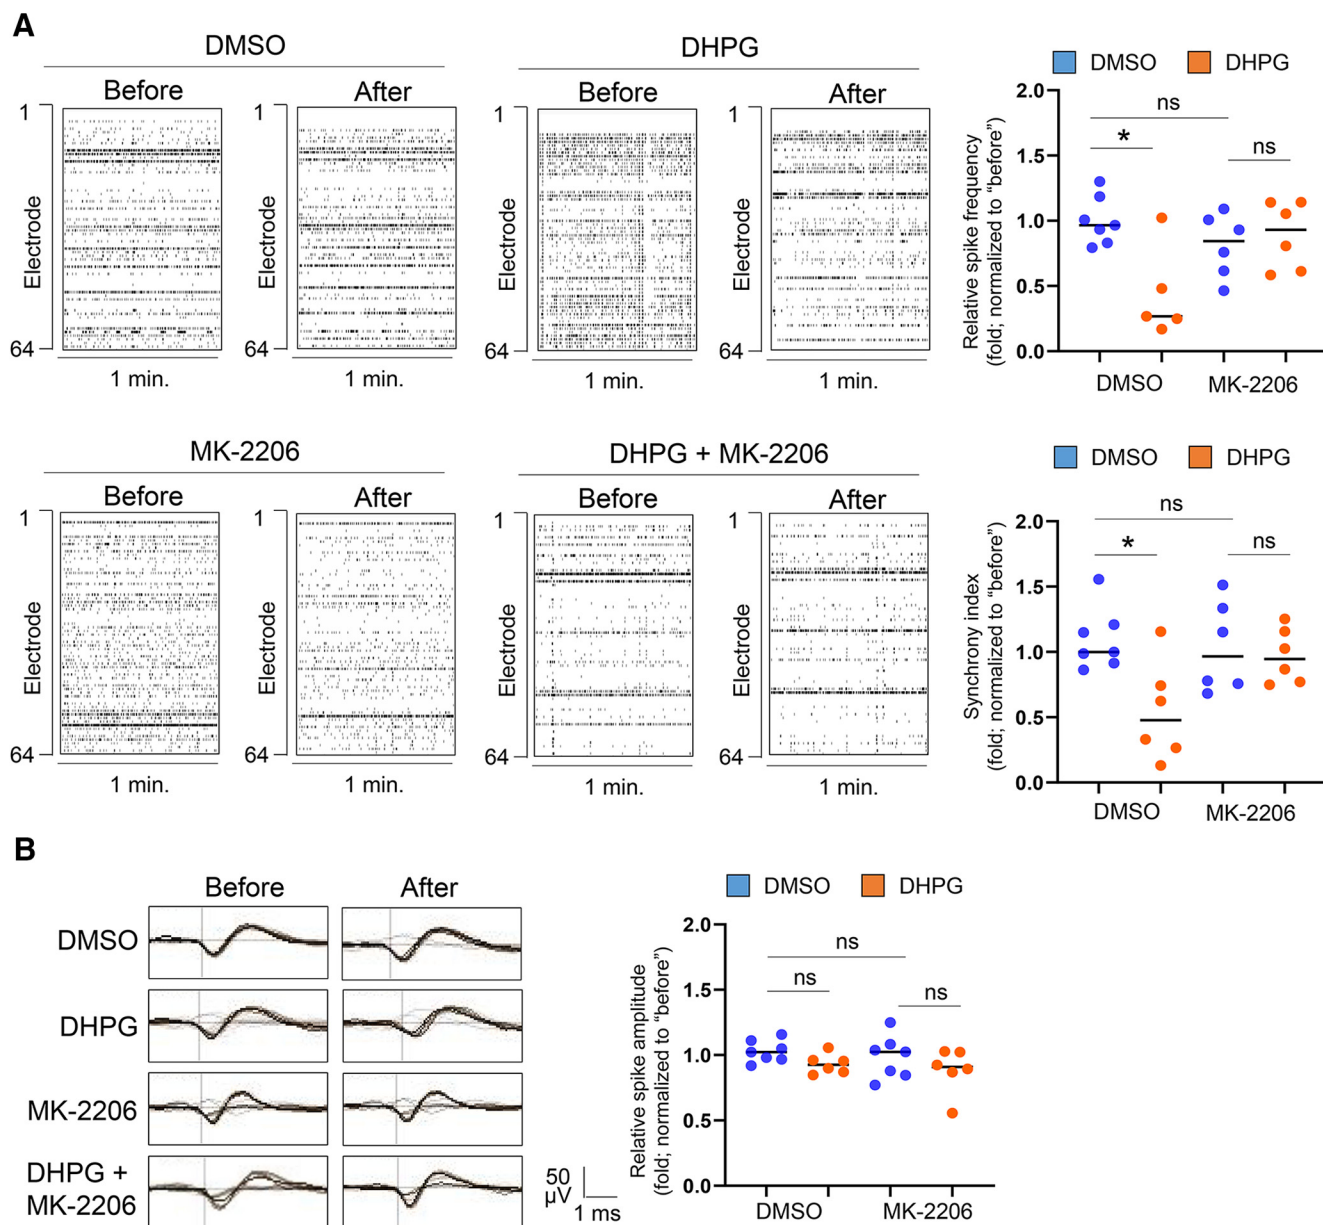 A
DMSO
DHPG
Before
After
Before
After
1
1
1
1
Electrode
Electrode
Electrode
Electrode
64
64
64
64
1 min.
1 min.
1 min.
1 min.
DMSO DHPG
Relative spike frequency
(fold; normalized to “before”)
2.0
1.5
1.0
0.5
0.0
ns
*
ns
DMSO
MK-2206
MK-2206
DHPG + MK-2206
Before
After
Before
After
1
1
1
1
Electrode
Electrode
Electrode
Electrode
64
64
64
64
1 min.
1 min.
1 min.
1 min.
DMSO DHPG
Synchrony index
(fold; normalized to “before”)
2.0
1.5
1.0
0.5
0.0
ns
*
ns
DMSO
MK-2206
B
Before
After
DMSO
DHPG
MK-2206
DHPG +
MK-2206
50
µV
1 ms
DMSO DHPG
Relative spike amplitude
(fold; normalized to “before”)
2.0
1.5
1.0
0.5
0.0
ns
ns
ns
DMSO
MK-2206